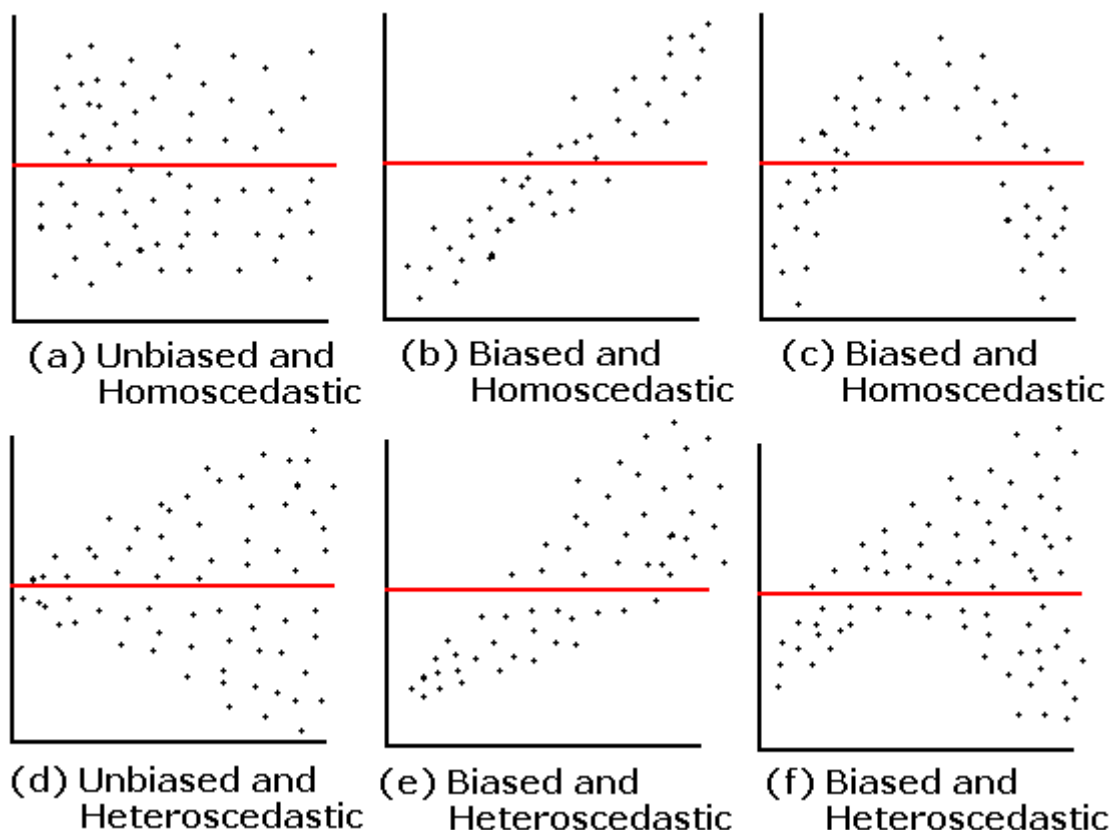 (a) Unbiased and
Homoscedastic
(b) Biased and
Homoscedastic
(c) Biased and
Homoscedastic
(d) Unbiased and
Heteroscedastic
(e) Biased and
Heteroscedastic
(f) Biased and
Heteroscedastic